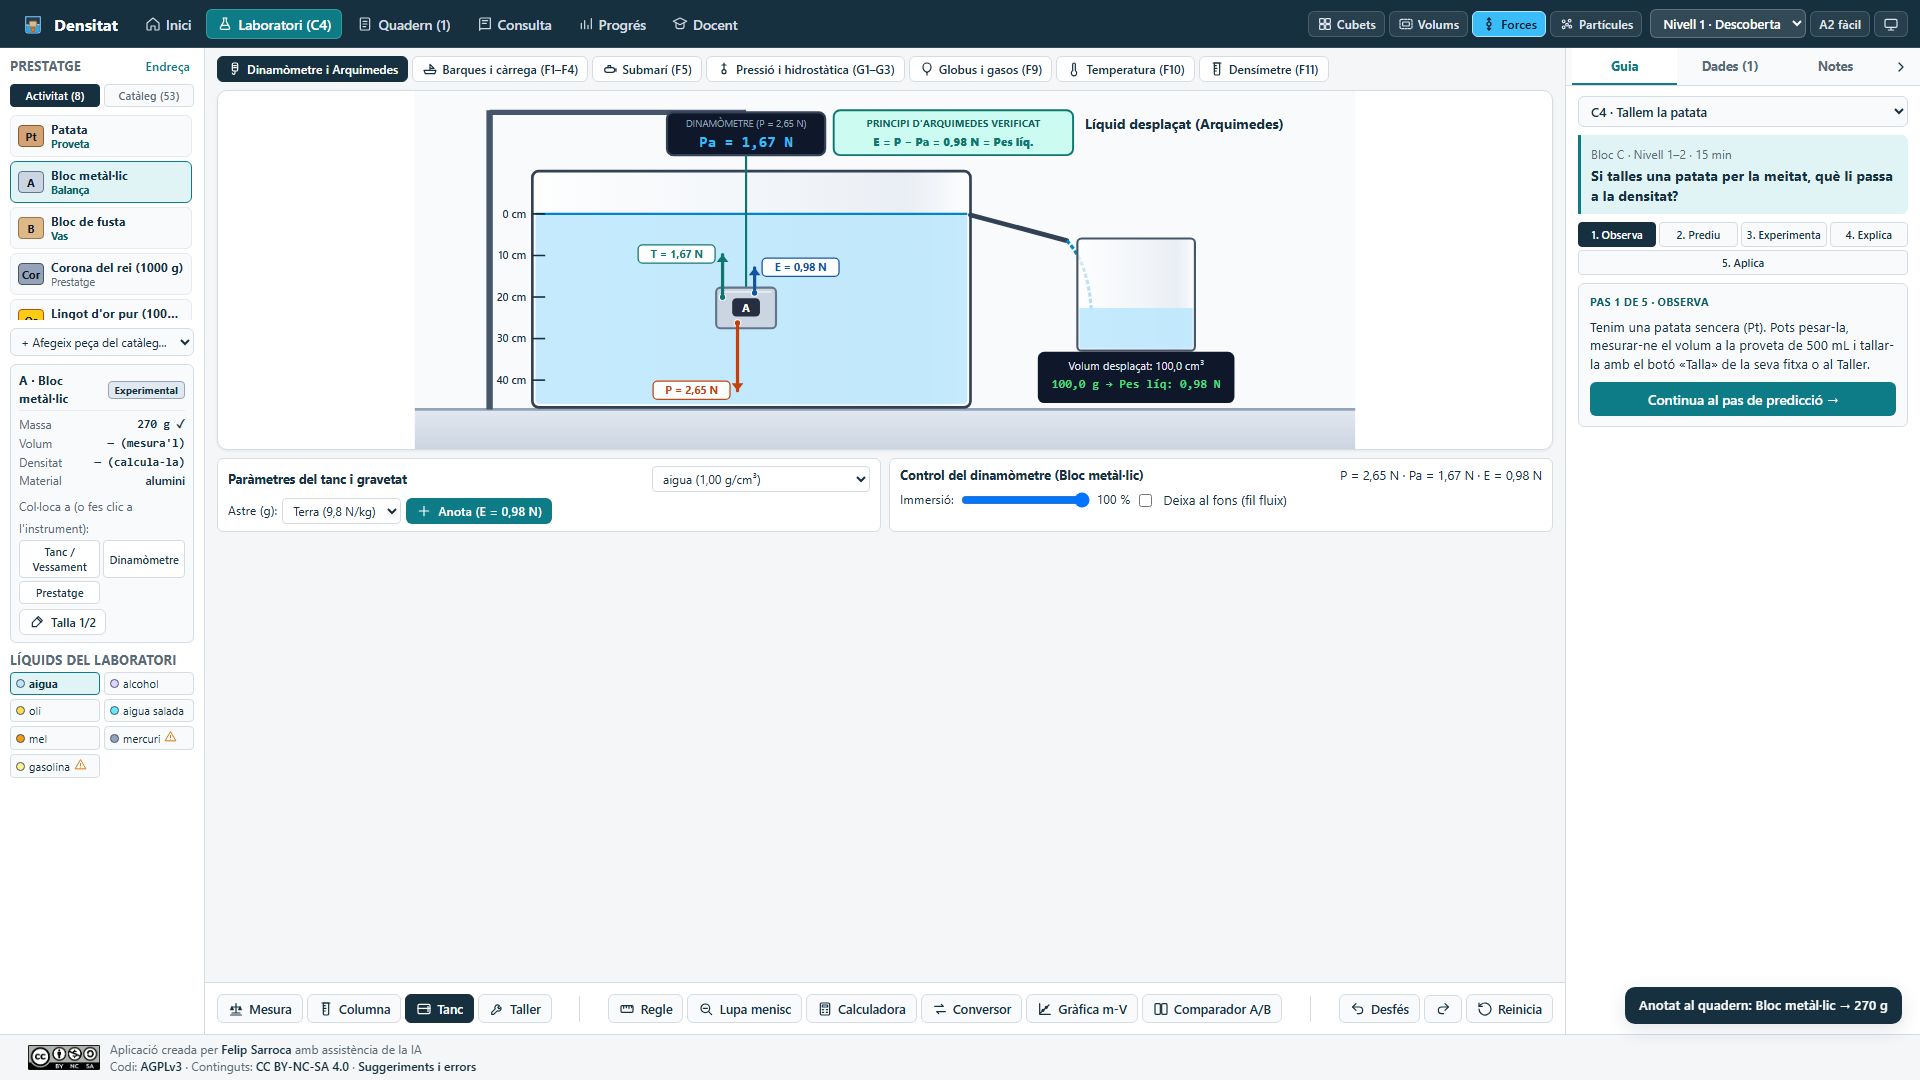 Densitat
Inici
Laboratori (C4)
Quadern (1)
Consulta
Progrés
Docent
Cubets
Volums
Forces
Partícules
Nivell 1 · Descoberta
A2 fàcil
PRESTATGE
Endreça
Activitat (8)
Catàleg (53)
Pt
Patata
Proveta
A
Bloc metàl·lic
Balança
B
Bloc de fusta
Vas
Cor
Corona del rei (1000 g)
Prestatge
Lingot d'or pur (100...
+ Afegeix peça del catàleg...
A · Bloc metàl·lic
Experimental
Massa 270 g ✓
Volum — (mesura'l)
Densitat — (calcula-la)
Material alumini
Col·loca a (o fes clic a
l'instrument):
Tanc /
Vessament
Dinamòmetre
Prestatge
Talla 1/2
LÍQUIDS DEL LABORATORI
aigua
alcohol
oli
aigua salada
mel
mercuri
gasolina
Dinamòmetre i Arquimedes
Barques i càrrega (F1–F4)
Submarí (F5)
Pressió i hidrostàtica (G1–G3)
Globus i gasos (F9)
Temperatura (F10)
Densímetre (F11)
DINAMÒMETRE (P = 2,65 N)
Pa = 1,67 N
PRINCIPI D'ARQUIMEDES VERIFICAT
E = P − Pa = 0,98 N = Pes líq.
Líquid desplaçat (Arquimedes)
0 cm
10 cm
20 cm
30 cm
40 cm
T = 1,67 N
E = 0,98 N
A
P = 2,65 N
Volum desplaçat: 100,0 cm³
100,0 g → Pes líq: 0,98 N
Paràmetres del tanc i gravetat
aigua (1,00 g/cm³)
Astre (g):
Terra (9,8 N/kg)
+ Anota (E = 0,98 N)
Control del dinamòmetre (Bloc metàl·lic)
P = 2,65 N · Pa = 1,67 N · E = 0,98 N
Immersió:
100 %
Deixa al fons (fil fluix)
Guia
Dades (1)
Notes
C4 · Tallem la patata
Bloc C · Nivell 1–2 · 15 min
Si talles una patata per la meitat, què li passa
a la densitat?
1. Observa
2. Prediu
3. Experimenta
4. Explica
5. Aplica
PAS 1 DE 5 · OBSERVA
Tenim una patata sencera (Pt). Pots pesar-la,
mesurar-ne el volum a la proveta de 500 mL i tallar-
la amb el botó «Talla» de la seva fitxa o al Taller.
Continua al pas de predicció →
Mesura
Columna
Tanc
Taller
Regle
Lupa menisc
Calculadora
Conversor
Gràfica m-V
Comparador A/B
Desfés
Reinicia
Anotat al quadern: Bloc metàl·lic → 270 g
CC BY NC SA
Aplicació creada per Felip Sarroca amb assistència de la IA
Codi: AGPLv3 · Continguts: CC BY-NC-SA 4.0 · Suggeriments i errors